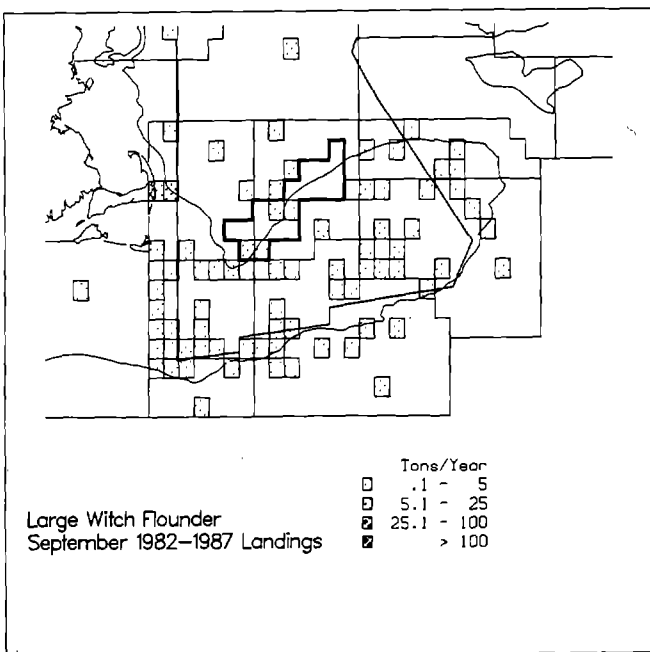 Tons/Year
.1 - 5
5.1 - 25
25.1 - 100
> 100
Large Witch Flounder
September 1982-1987 Landings